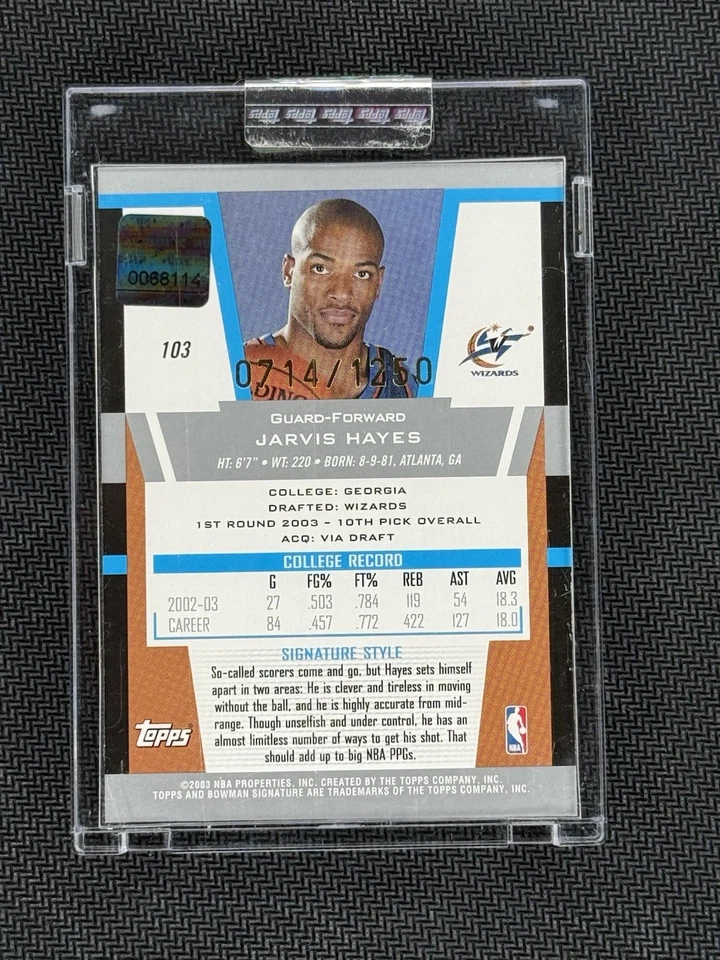 Topps Topps Topps Topps Topps
0068114
103
WIZARDS
0714/1250
GUARD-FORWARD
JARVIS HAYES
HT: 6'7" • WT: 220 • BORN: 8-9-81, ATLANTA, GA
COLLEGE: GEORGIA
DRAFTED: WIZARDS
1ST ROUND 2003 - 10TH PICK OVERALL
ACQ: VIA DRAFT
COLLEGE RECORD
G FG% FT% REB AST AVG
2002-03 27 .503 .784 119 54 18.3
CAREER 84 .457 .772 422 127 18.0
SIGNATURE STYLE
So-called scorers come and go, but Hayes sets himself
apart in two areas: He is clever and tireless in moving
without the ball, and he is highly accurate from mid-
range. Though unselfish and under control, he has an
almost limitless number of ways to get his shot. That
should add up to big NBA PPGs.
Topps
NBA
©2003 NBA PROPERTIES, INC. CREATED BY THE TOPPS COMPANY, INC.
TOPPS AND BOWMAN SIGNATURE ARE TRADEMARKS OF THE TOPPS COMPANY, INC.